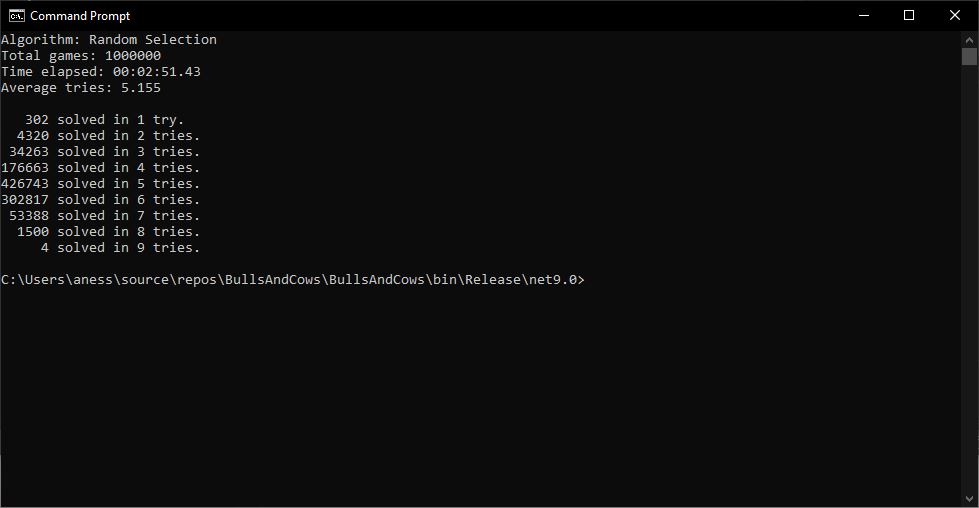 Command Prompt
Algorithm: Random Selection
Total games: 1000000
Time elapsed: 00:02:51.43
Average tries: 5.155
302 solved in 1 try.
4320 solved in 2 tries.
34263 solved in 3 tries.
176663 solved in 4 tries.
426743 solved in 5 tries.
302817 solved in 6 tries.
53388 solved in 7 tries.
1500 solved in 8 tries.
4 solved in 9 tries.
C:\Users\aness\source\repos\BullsAndCows\BullsAndCows\bin\Release\net9.0>